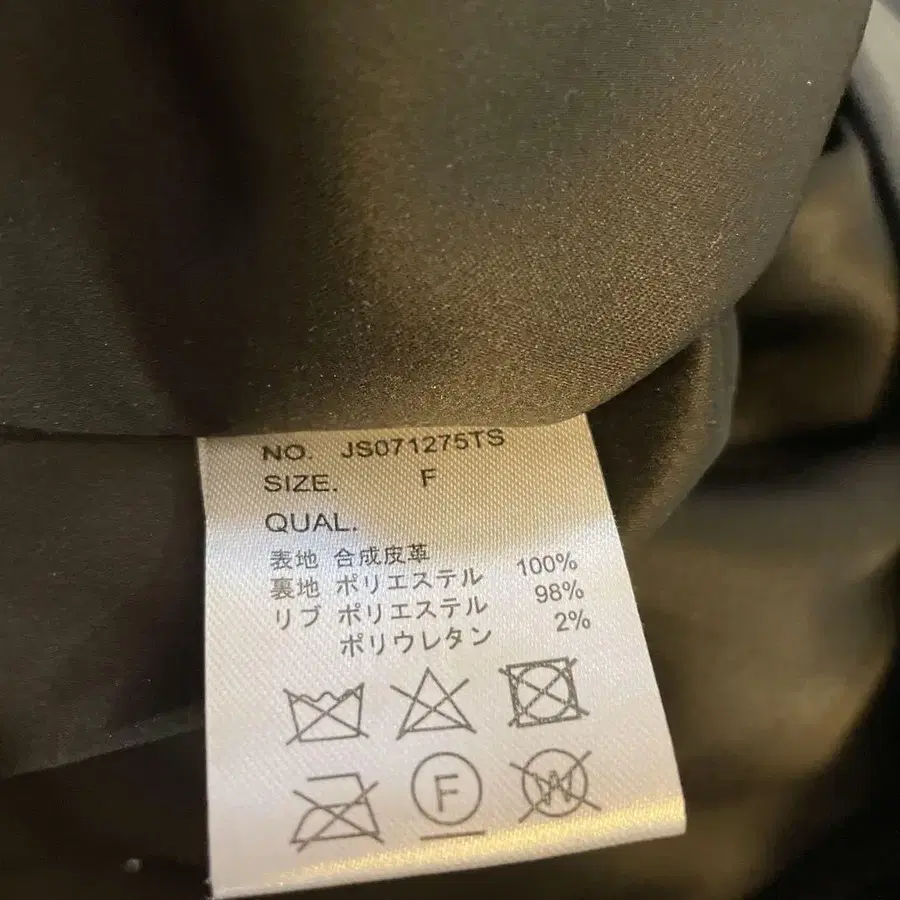 NO. JS071275TS
SIZE. F
QUAL.
表地 合成皮革
裏地 ポリエステル 100%
リブ ポリエステル 98%
ポリウレタン 2%
F
W